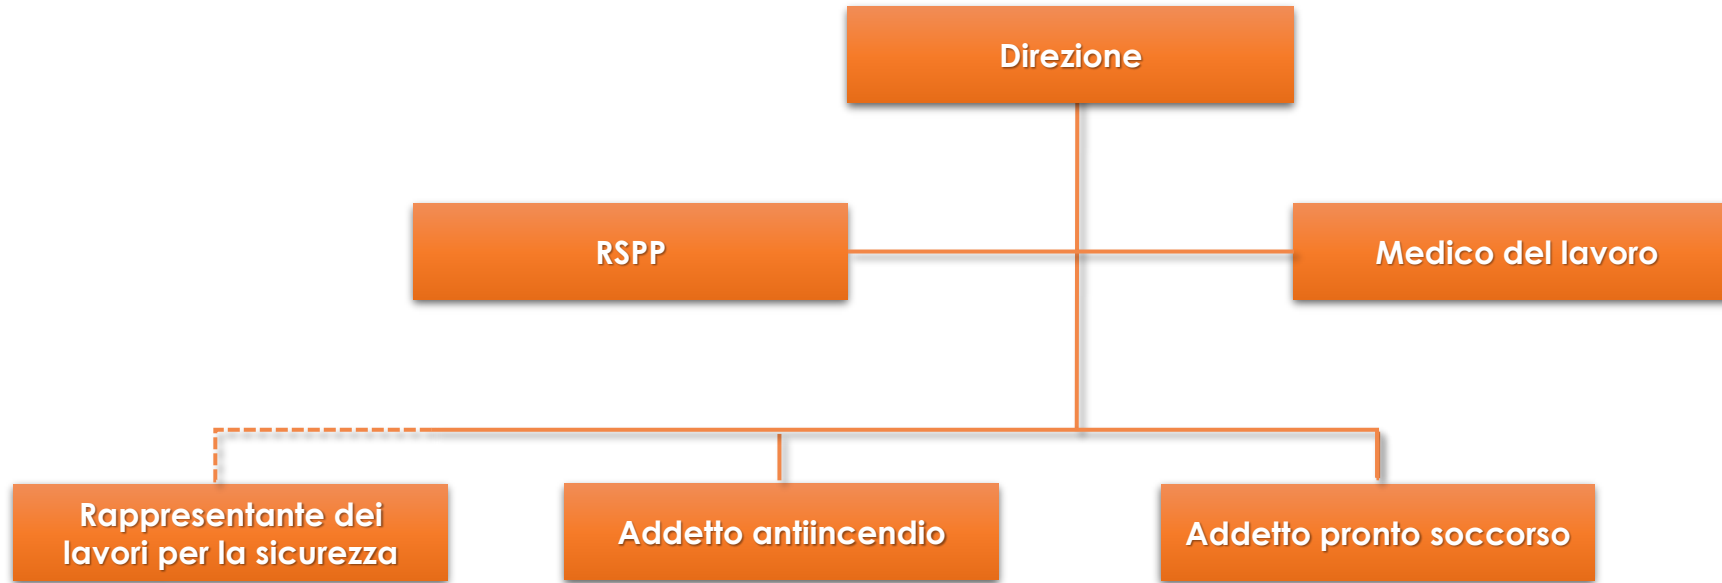 Direzione
RSPP
Medico del lavoro
Rappresentante dei
lavori per la sicurezza
Addetto antiincendio
Addetto pronto soccorso